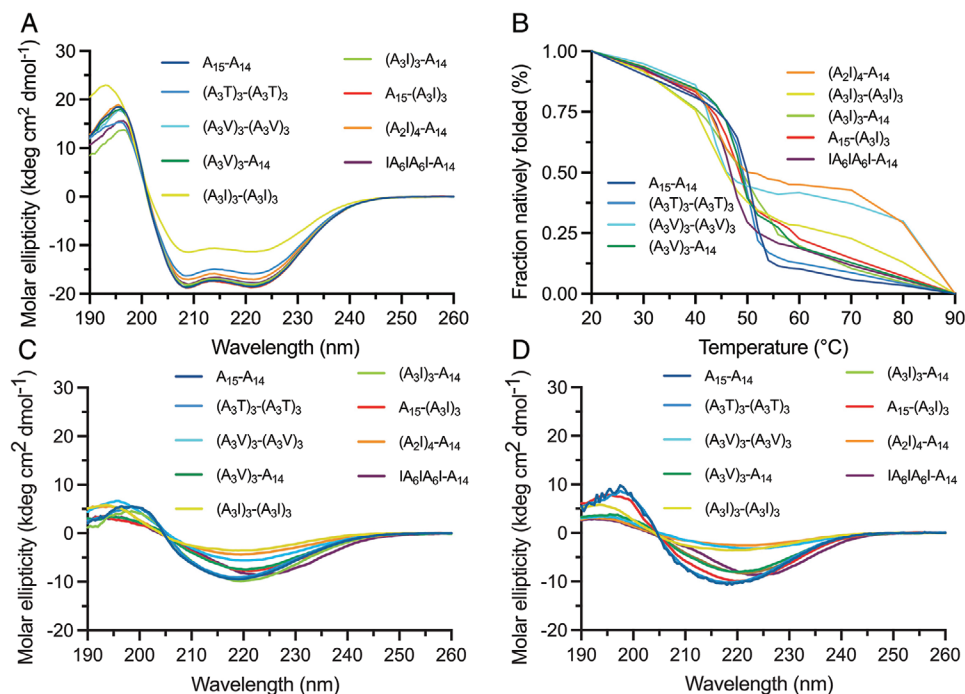 A
Molar ellipticity (kdeg cm2 dmol-1)
30
20
10
0
-10
-20
190 200 210 220 230 240 250 260
Wavelength (nm)
A15-A14
(A3T)3-(A3T)3
(A3V)3-(A3V)3
(A3V)3-A14
(A3I)3-(A3I)3
(A3I)3-A14
A15-(A3I)3
(A2I)4-A14
IA6IA6I-A14
B
Fraction natively folded (%)
1.00
0.75
0.50
0.25
0.00
20 30 40 50 60 70 80 90
Temperature (°C)
(A2I)4-A14
(A3I)3-(A3I)3
(A3I)3-A14
A15-(A3I)3
IA6IA6I-A14
A15-A14
(A3T)3-(A3T)3
(A3V)3-(A3V)3
(A3V)3-A14
C
Molar ellipticity (kdeg cm2 dmol-1)
30
20
10
0
-10
-20
190 200 210 220 230 240 250 260
Wavelength (nm)
A15-A14
(A3T)3-(A3T)3
(A3V)3-(A3V)3
(A3V)3-A14
(A3I)3-(A3I)3
(A3I)3-A14
A15-(A3I)3
(A2I)4-A14
IA6IA6I-A14
D
Molar ellipticity (kdeg cm2 dmol-1)
30
20
10
0
-10
-20
190 200 210 220 230 240 250 260
Wavelength (nm)
A15-A14
(A3T)3-(A3T)3
(A3V)3-(A3V)3
(A3V)3-A14
(A3I)3-(A3I)3
(A3I)3-A14
A15-(A3I)3
(A2I)4-A14
IA6IA6I-A14